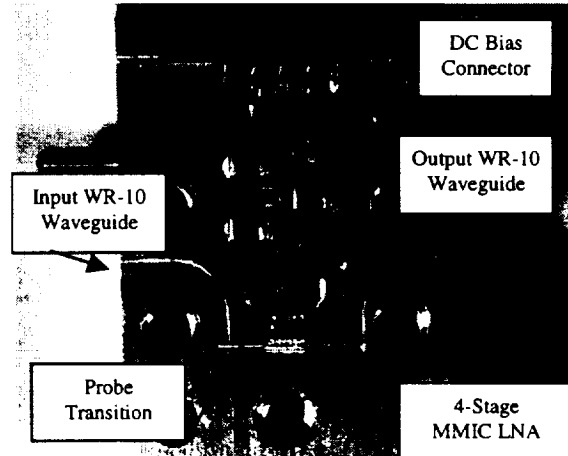 DC Bias
Connector
Output WR-10
Waveguide
Input WR-10
Waveguide
Probe
Transition
4-Stage
MMIC LNA